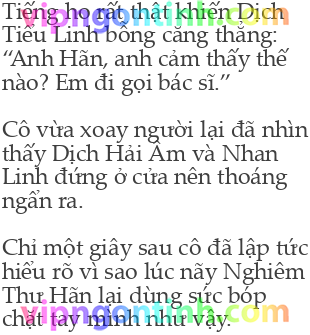 Tiếng ho rất thật khiến Dịch
Tiểu Linh bỗng căng thẳng:
“Anh Hãn, anh cảm thấy thế
nào? Em đi gọi bác sĩ.”
Cô vừa xoay người lại đã nhìn
thấy Dịch Hải Âm và Nhan
Linh đứng ở cửa nên thoáng
ngẩn ra.
Chỉ một giây sau cô đã lập tức
hiểu rõ vì sao lúc nãy Nghiêm
Thư Hãn lại dùng sức bóp
chặt tay mình như vậy.